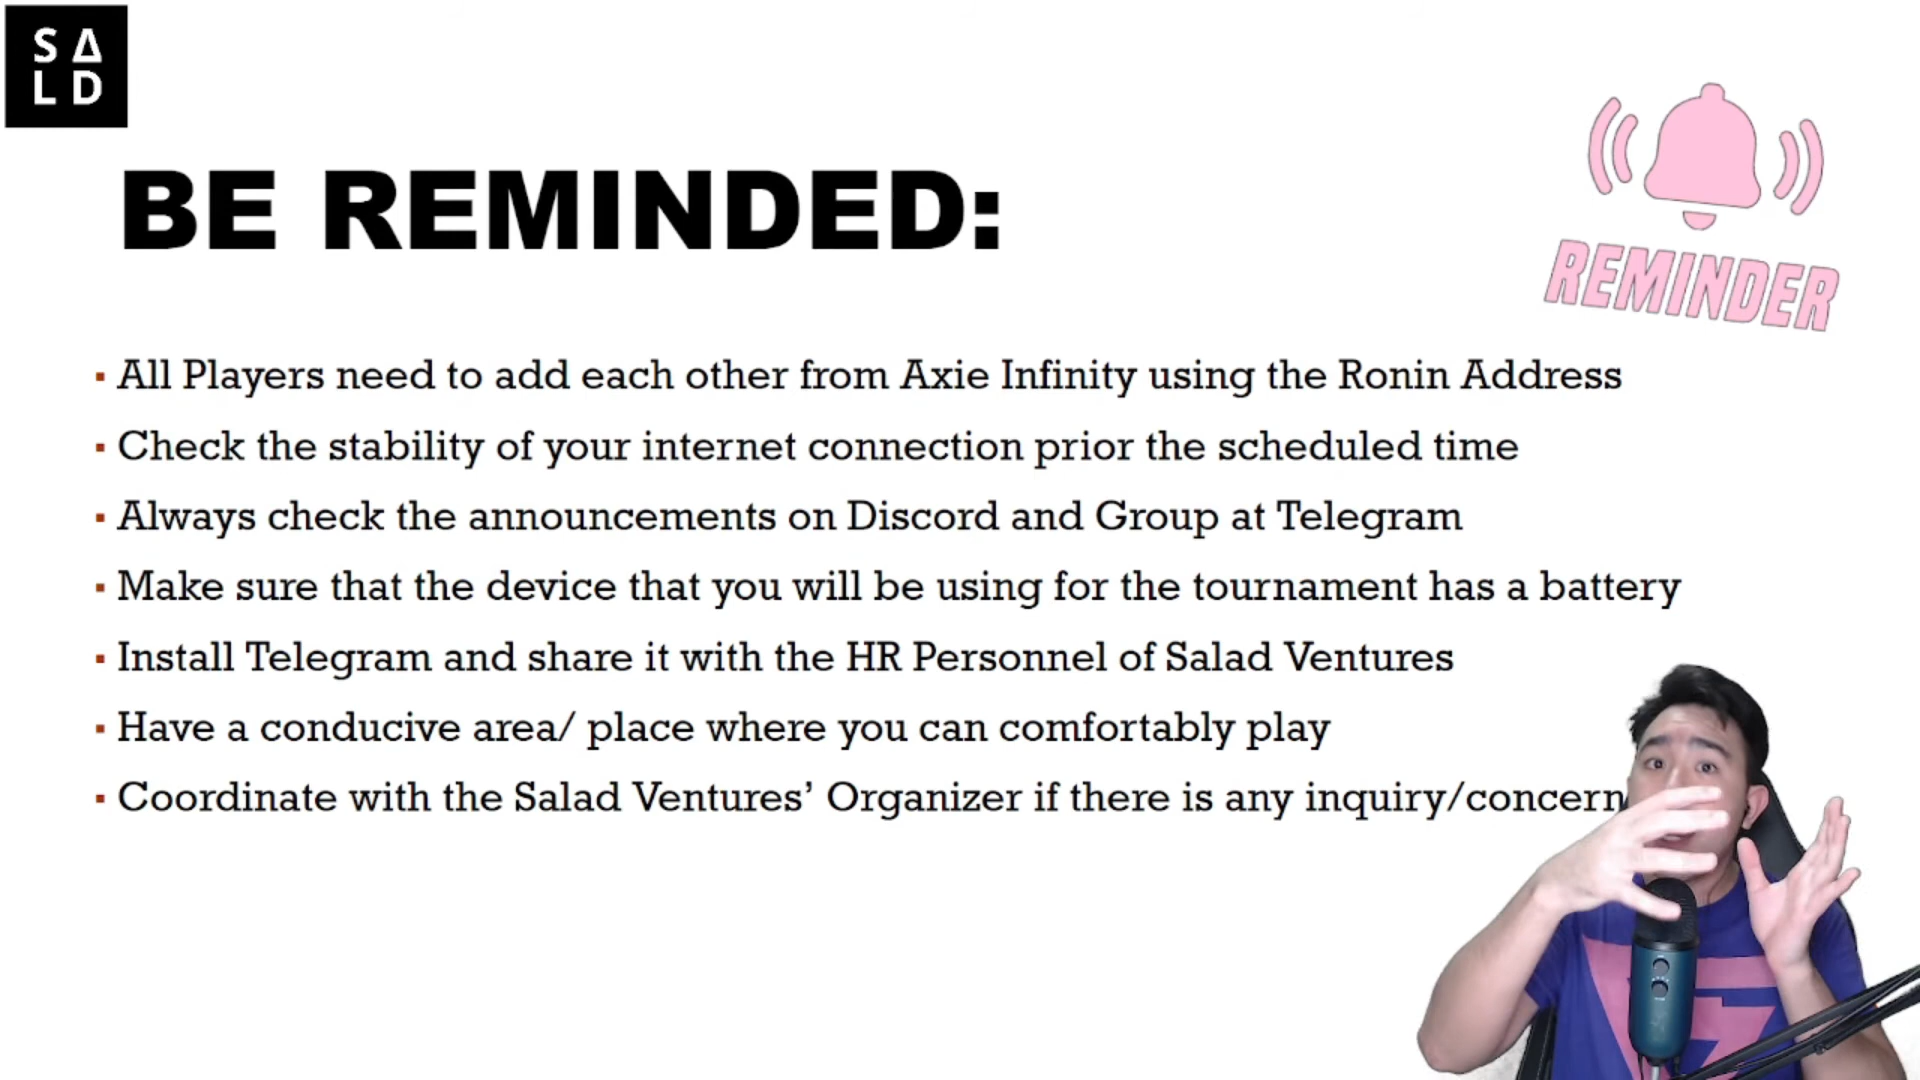 SA
LD
BE REMINDED:
REMINDER
▪ All Players need to add each other from Axie Infinity using the Ronin Address
▪ Check the stability of your internet connection prior the scheduled time
▪ Always check the announcements on Discord and Group at Telegram
▪ Make sure that the device that you will be using for the tournament has a battery
▪ Install Telegram and share it with the HR Personnel of Salad Ventures
▪ Have a conducive area/ place where you can comfortably play
▪ Coordinate with the Salad Ventures’ Organizer if there is any inquiry/concern